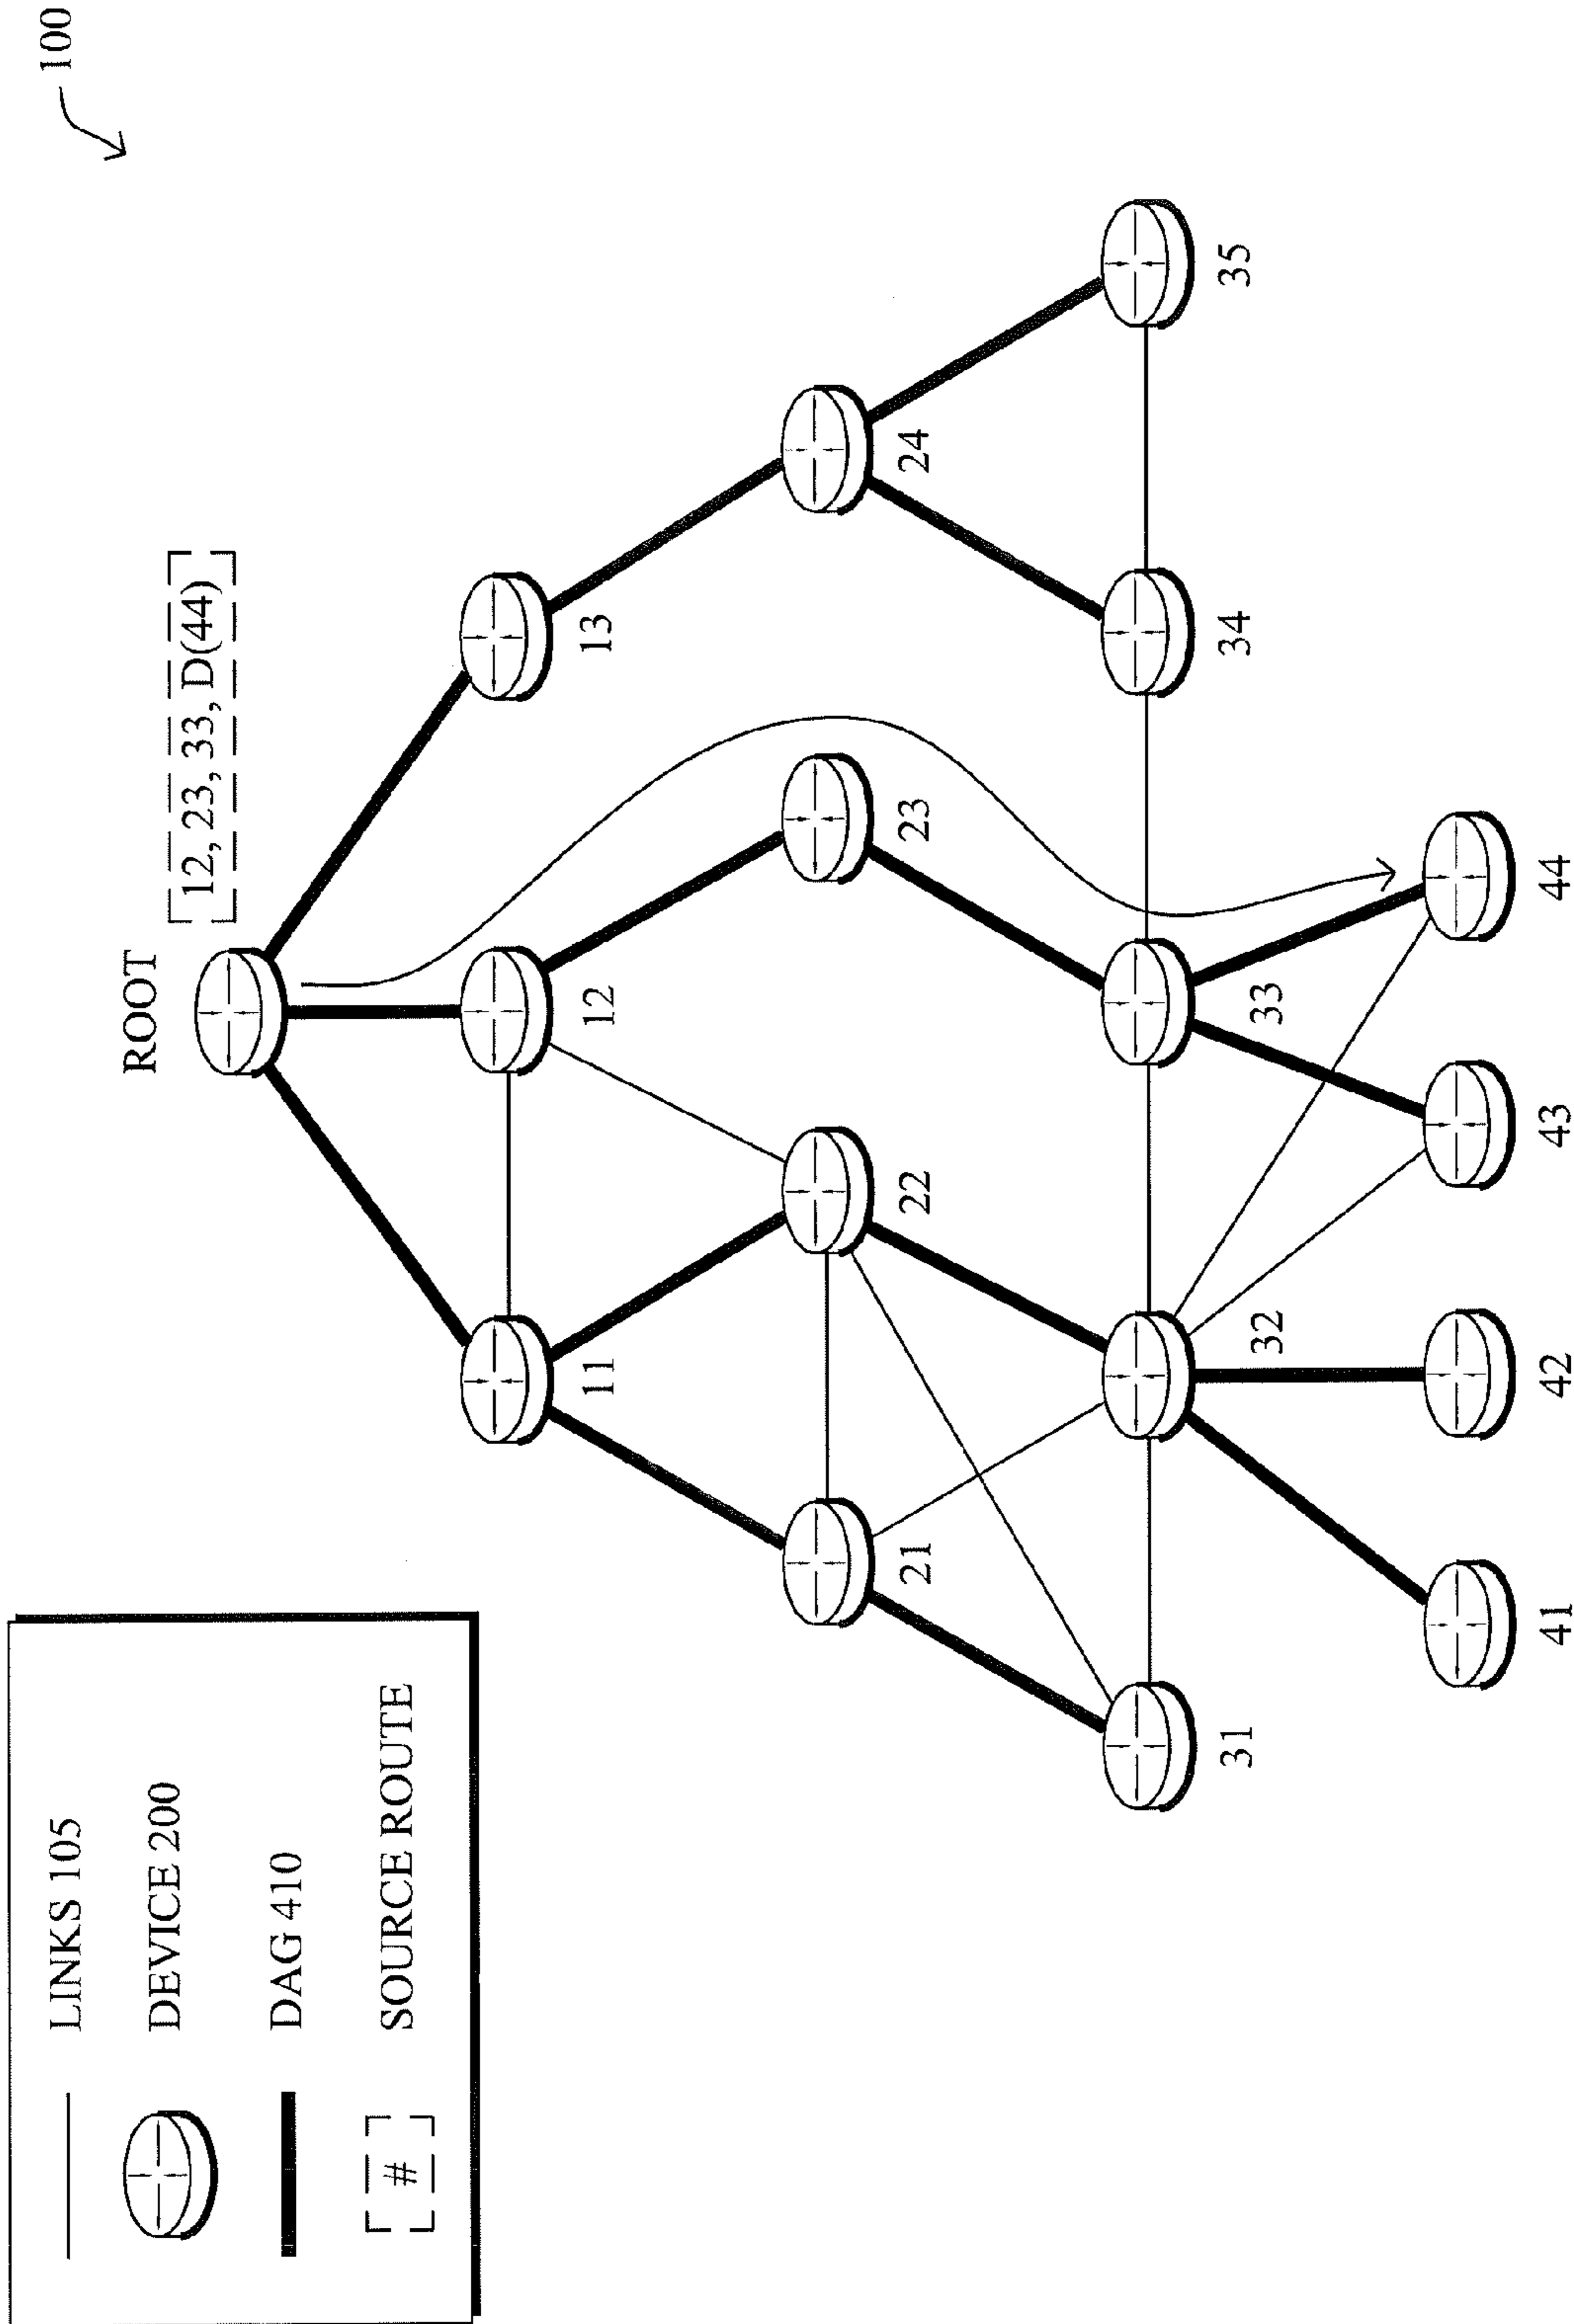 100
LINKS 105
DEVICE 200
DAG 410
[#] SOURCE ROUTE
ROOT
[12, 23, 33, D(44)]
11
12
13
21
22
23
24
31
32
33
34
35
41
42
43
44